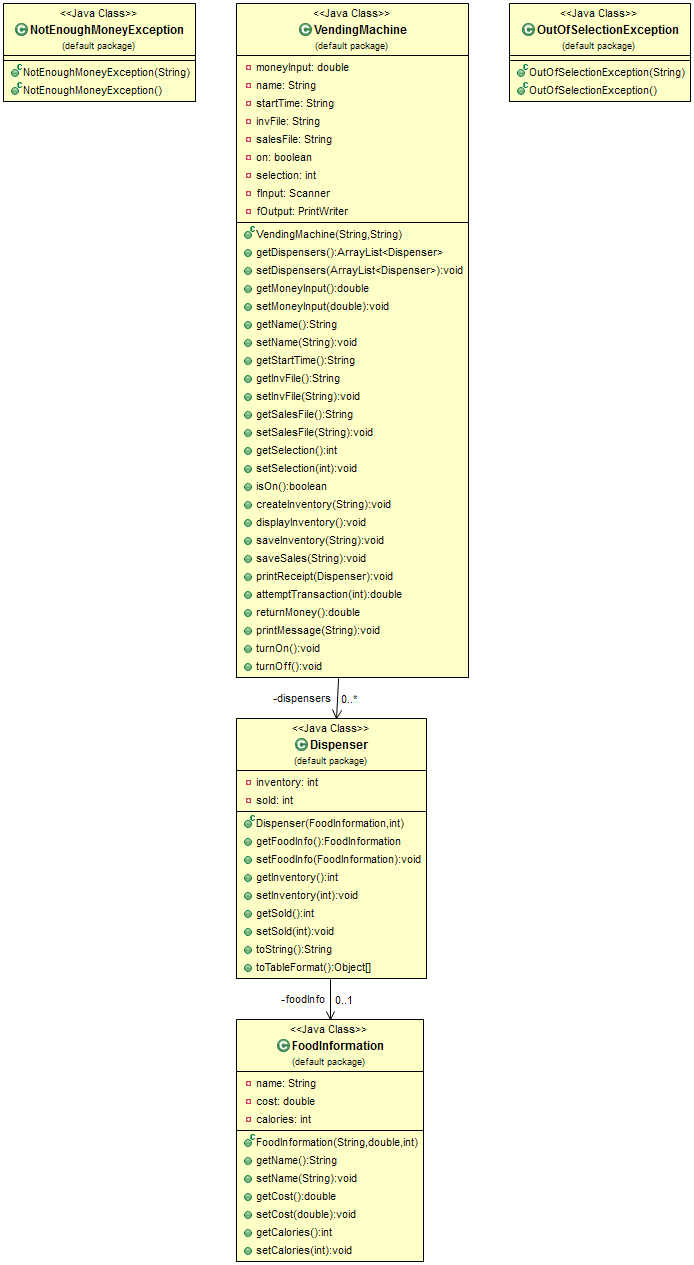 <<Java Class>>
NotEnoughMoneyException
(default package)
NotEnoughMoneyException(String)
NotEnoughMoneyException()
<<Java Class>>
VendingMachine
(default package)
moneyInput: double
name: String
startTime: String
invFile: String
salesFile: String
on: boolean
selection: int
fInput: Scanner
fOutput: PrintWriter
VendingMachine(String,String)
getDispensers():ArrayList<Dispenser>
setDispensers(ArrayList<Dispenser>):void
getMoneyInput():double
setMoneyInput(double):void
getName():String
setName(String):void
getStartTime():String
getInvFile():String
setInvFile(String):void
getSalesFile():String
setSalesFile(String):void
getSelection():int
setSelection(int):void
isOn():boolean
createInventory(String):void
displayInventory():void
saveInventory(String):void
saveSales(String):void
printReceipt(Dispenser):void
attemptTransaction(int):double
returnMoney():double
printMessage(String):void
turnOn():void
turnOff():void
<<Java Class>>
OutOfSelectionException
(default package)
OutOfSelectionException(String)
OutOfSelectionException()
-dispensers 0..*
<<Java Class>>
Dispenser
(default package)
inventory: int
sold: int
Dispenser(FoodInformation,int)
getFoodInfo():FoodInformation
setFoodInfo(FoodInformation):void
getInventory():int
setInventory(int):void
getSold():int
setSold(int):void
toString():String
toTableFormat():Object[]
-foodInfo 0..1
<<Java Class>>
FoodInformation
(default package)
name: String
cost: double
calories: int
FoodInformation(String,double,int)
getName():String
setName(String):void
getCost():double
setCost(double):void
getCalories():int
setCalories(int):void